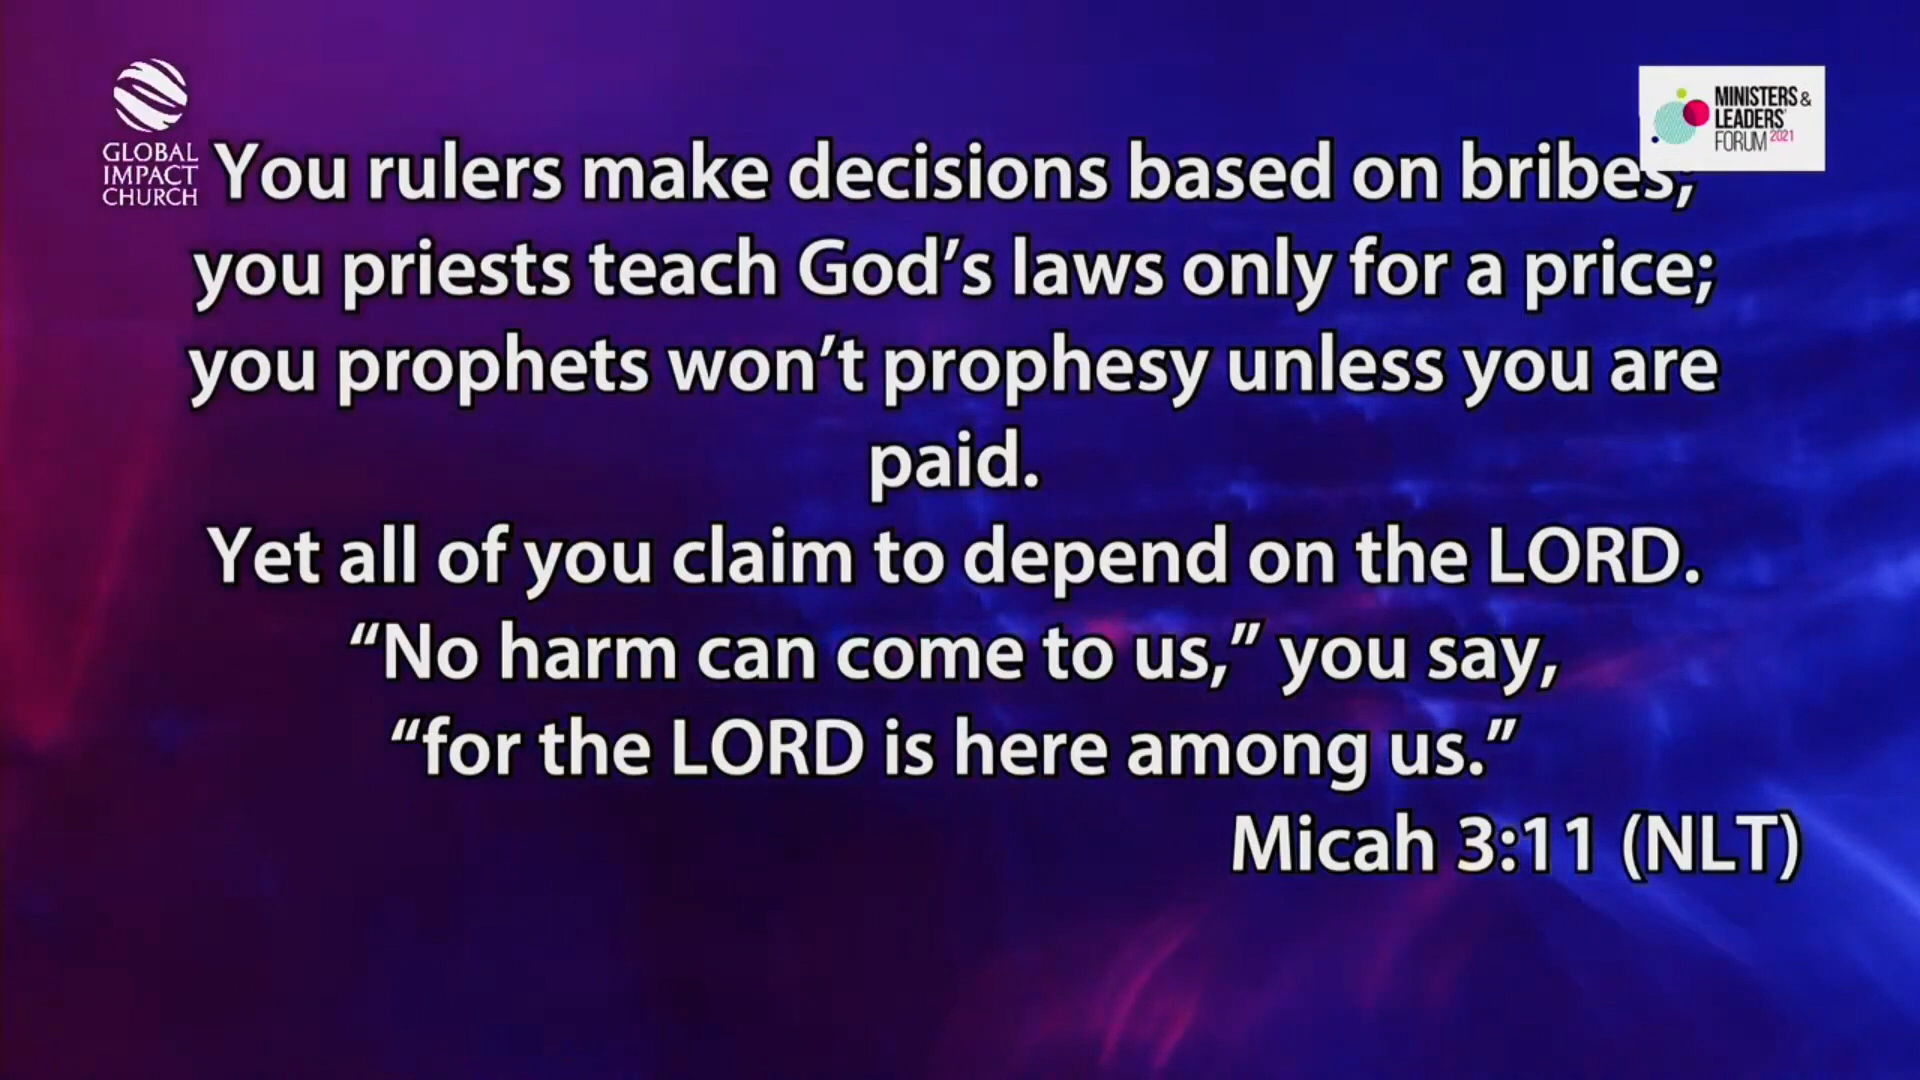 GLOBAL
IMPACT
CHURCH
MINISTERS &
LEADERS'
FORUM 2021
You rulers make decisions based on bribes;
you priests teach God’s laws only for a price;
you prophets won’t prophesy unless you are
paid.
Yet all of you claim to depend on the LORD.
“No harm can come to us,” you say,
“for the LORD is here among us.”
Micah 3:11 (NLT)